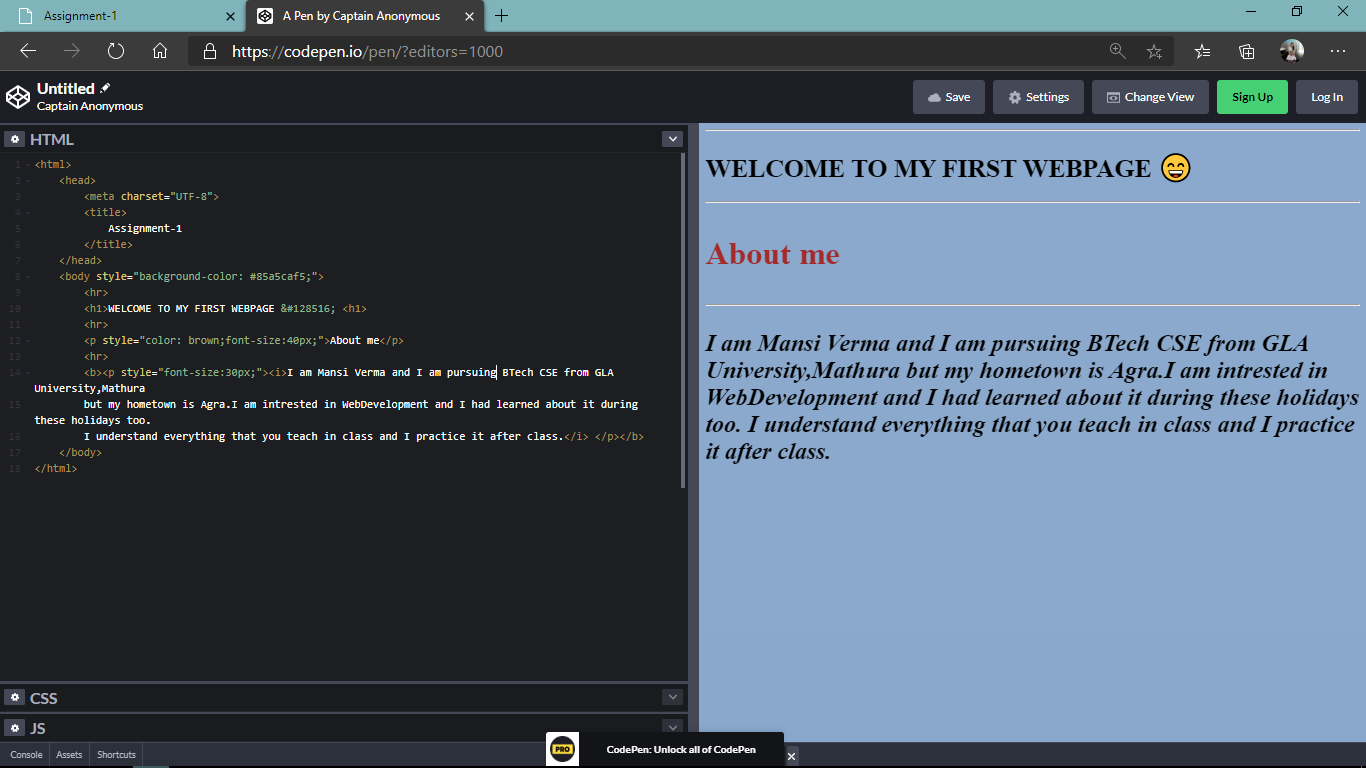 Assignment-1
A Pen by Captain Anonymous
https://codepen.io/pen/?editors=1000
Untitled
Captain Anonymous
Save
Settings
Change View
Sign Up
Log In
HTML
1 <html>
2 <head>
3 <meta charset="UTF-8">
4 <title>
5 Assignment-1
6 </title>
7 </head>
8 <body style="background-color: #85a5caf5;">
9 <hr>
10 <h1>WELCOME TO MY FIRST WEBPAGE &#128516; <h1>
11 <hr>
12 <p style="color: brown;font-size:40px;">About me</p>
13 <hr>
14 <b><p style="font-size:30px;"><i>I am Mansi Verma and I am pursuing BTech CSE from GLA
University,Mathura
15 but my hometown is Agra.I am intrested in WebDevelopment and I had learned about it during
these holidays too.
16 I understand everything that you teach in class and I practice it after class.</i> </p></b>
17 </body>
18 </html>
WELCOME TO MY FIRST WEBPAGE 😄
About me
I am Mansi Verma and I am pursuing BTech CSE from GLA
University,Mathura but my hometown is Agra.I am intrested in
WebDevelopment and I had learned about it during these holidays
too. I understand everything that you teach in class and I practice
it after class.
CSS
JS
Console
Assets
Shortcuts
PRO
CodePen: Unlock all of CodePen